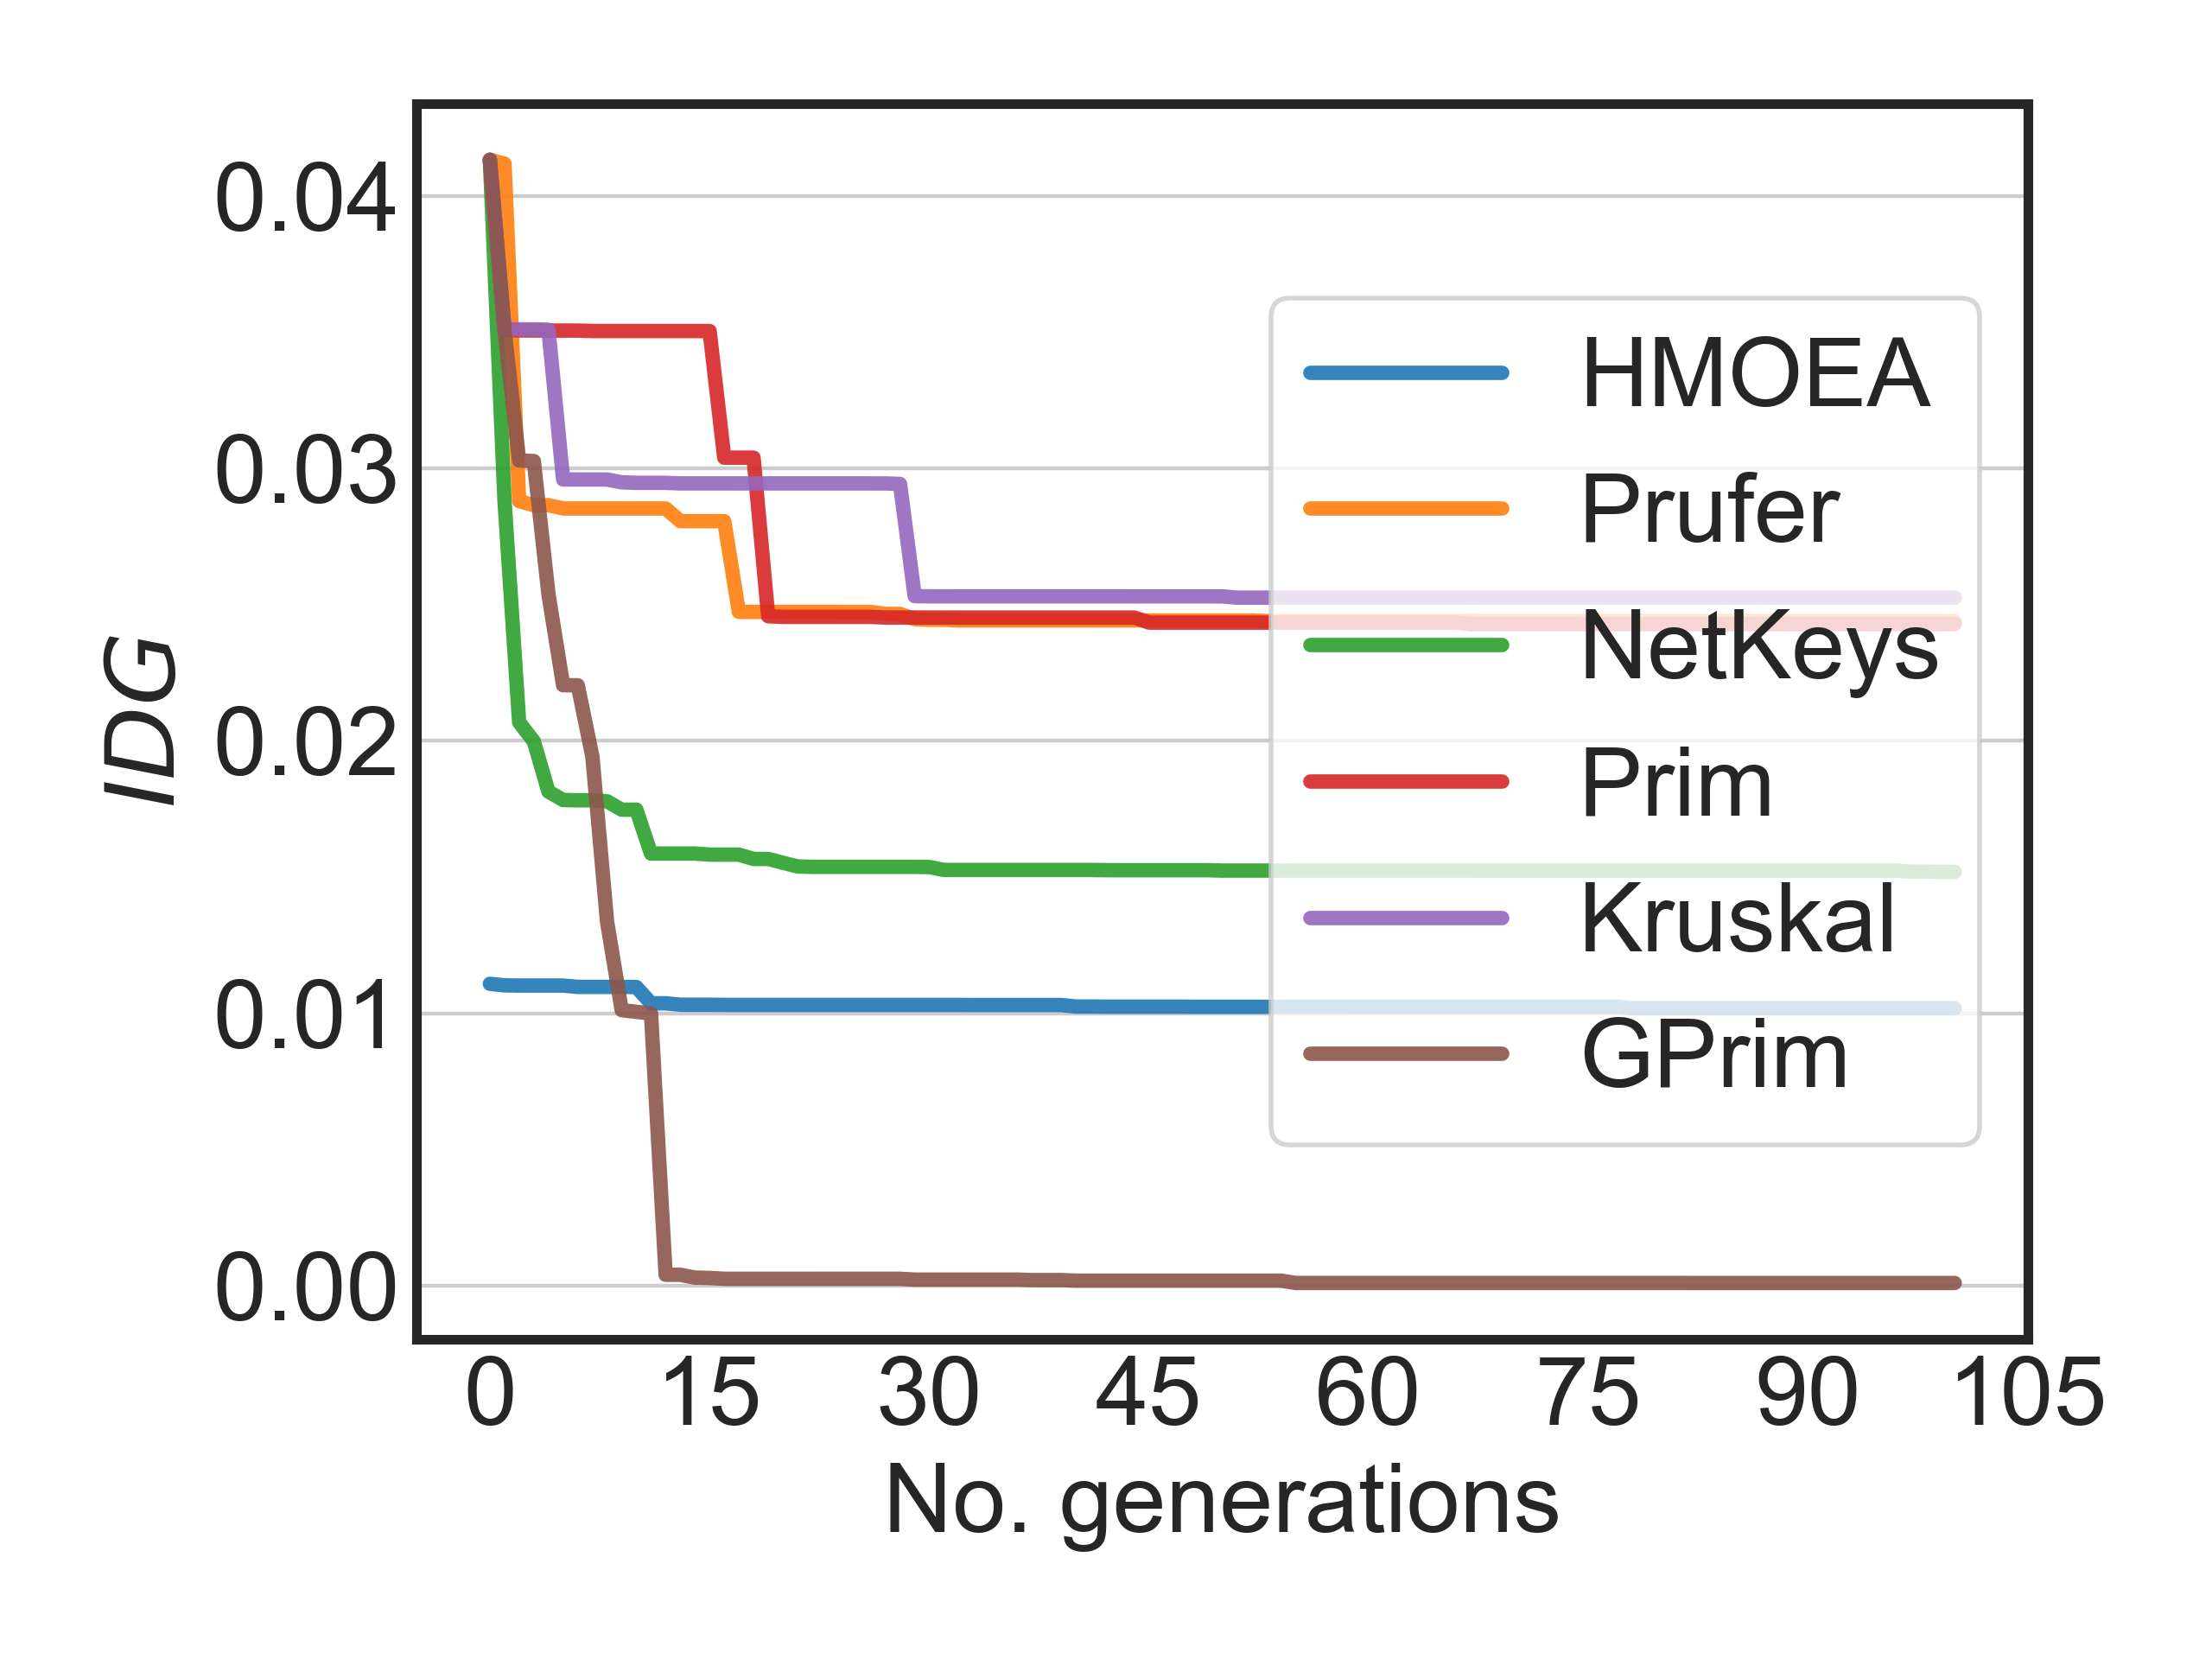 0.04
0.03
0.02
0.01
0.00
IDG
HMOEA
Prufer
NetKeys
Prim
Kruskal
GPrim
0 15 30 45 60 75 90 105
No. generations